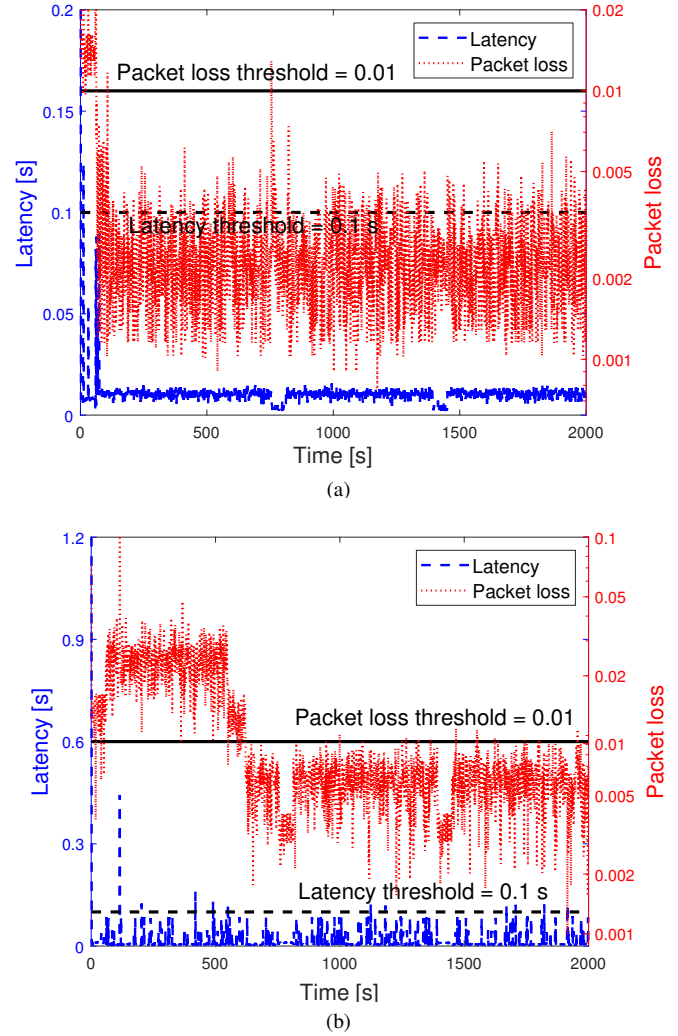 0.2
0.15
0.1
0.05
0
Latency [s]
Latency
Packet loss
Packet loss threshold = 0.01
Latency threshold = 0.1 s
0.02
0.01
0.005
0.002
0.001
Packet loss
0 500 1000 1500 2000
Time [s]
(a)
1.2
0.9
0.6
0.3
0
Latency [s]
Latency
Packet loss
Packet loss threshold = 0.01
Latency threshold = 0.1 s
0.1
0.05
0.02
0.01
0.005
0.002
0.001
Packet loss
0 500 1000 1500 2000
Time [s]
(b)